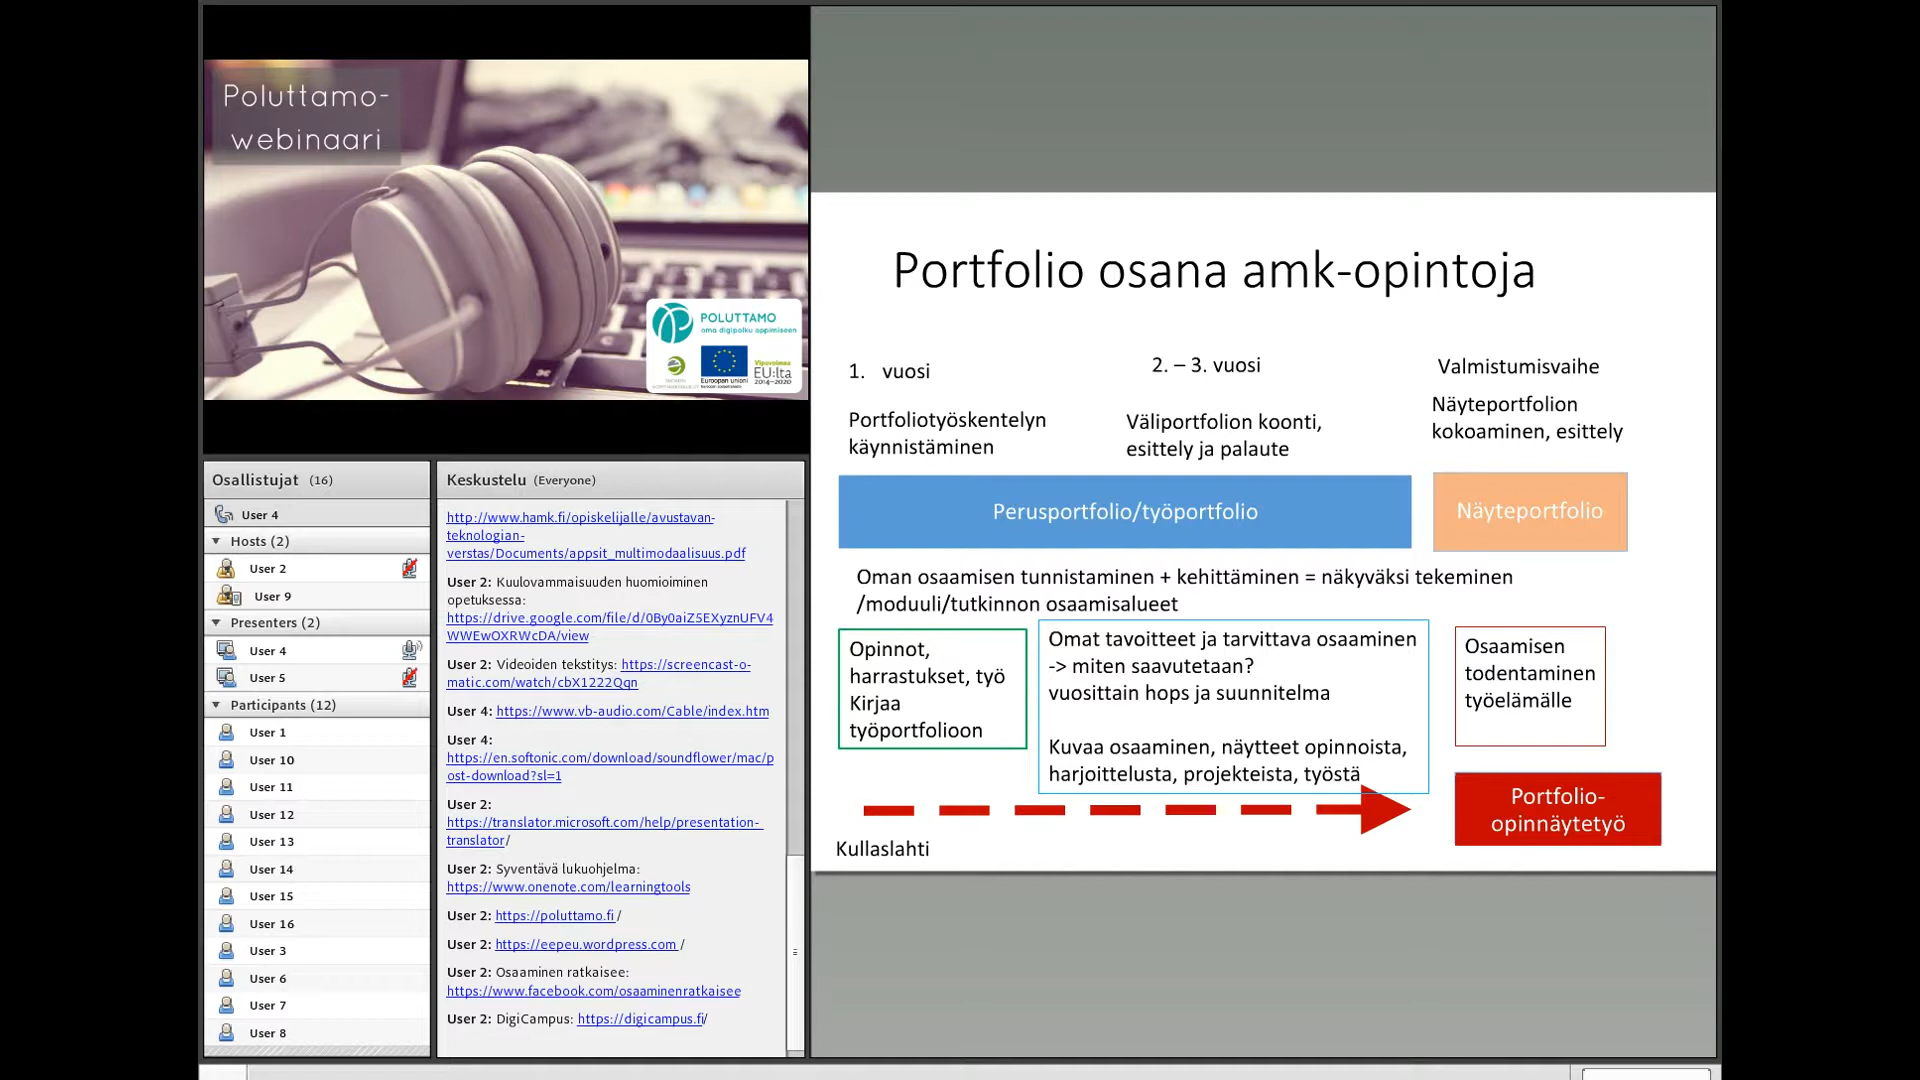 Poluttamo-
webinaari
POLUTTAMO
oma digipolku oppimiseen
Euroopan unioni
Vipuvoimaa
EU:lta
2014–2020
Osallistujat (16)
User 4
Hosts (2)
User 2
User 9
Presenters (2)
User 4
User 5
Participants (12)
User 1
User 10
User 11
User 12
User 13
User 14
User 15
User 16
User 3
User 6
User 7
User 8
Keskustelu (Everyone)
http://www.hamk.fi/opiskelijalle/avustavan-
teknologian-
verstas/Documents/appsit_multimodaalisuus.pdf
User 2: Kuulovammaisuuden huomioiminen
opetuksessa:
https://drive.google.com/file/d/0By0aiZ5EXyznUFV4
WWEwOXRWcDA/view
User 2: Videoiden tekstitys: https://screencast-o-
matic.com/watch/cbX1222Qqn
User 4: https://www.vb-audio.com/Cable/index.htm
User 4:
https://en.softonic.com/download/soundflower/mac/p
ost-download?sl=1
User 2:
https://translator.microsoft.com/help/presentation-
translator/
User 2: Syventävä lukuohjelma:
https://www.onenote.com/learningtools
User 2: https://poluttamo.fi /
User 2: https://eepeu.wordpress.com /
User 2: Osaaminen ratkaisee:
https://www.facebook.com/osaaminenratkaisee
User 2: DigiCampus: https://digicampus.fi/
Portfolio osana amk-opintoja
1. vuosi
Portfoliotyöskentelyn
käynnistäminen
2. – 3. vuosi
Väliportfolion koonti,
esittely ja palaute
Valmistumisvaihe
Näyteportfolion
kokoaminen, esittely
Perusportfolio/työportfolio
Näyteportfolio
Oman osaamisen tunnistaminen + kehittäminen = näkyväksi tekeminen
/moduuli/tutkinnon osaamisalueet
Opinnot,
harrastukset, työ
Kirjaa
työportfolioon
Omat tavoitteet ja tarvittava osaaminen
-> miten saavutetaan?
vuosittain hops ja suunnitelma
Kuvaa osaaminen, näytteet opinnoista,
harjoittelusta, projekteista, työstä
Osaamisen
todentaminen
työelämälle
Portfolio-
opinnäytetyö
Kullaslahti